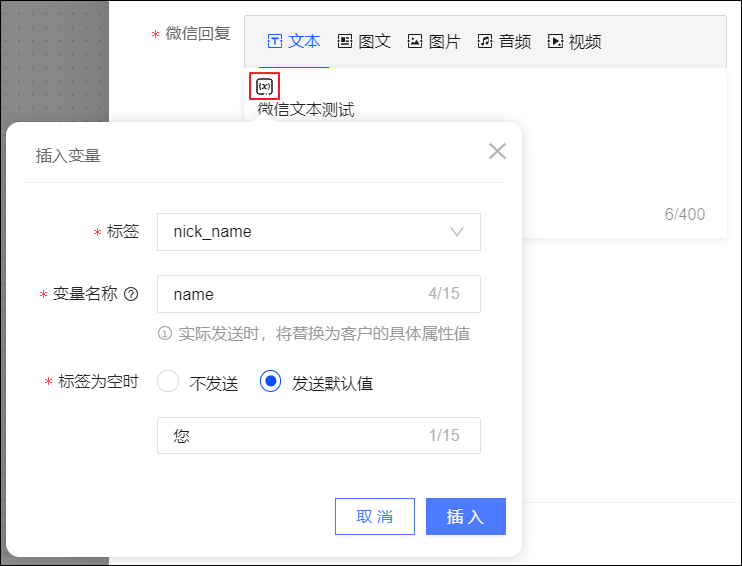 * 微信回复 文本 图文 图片 音频 视频
(x)
微信文本测试
6/400
插入变量
* 标签 nick_name
* 变量名称 name 4/15
实际发送时，将替换为客户的具体属性值
* 标签为空时 不发送 发送默认值
您 1/15
取消 插入